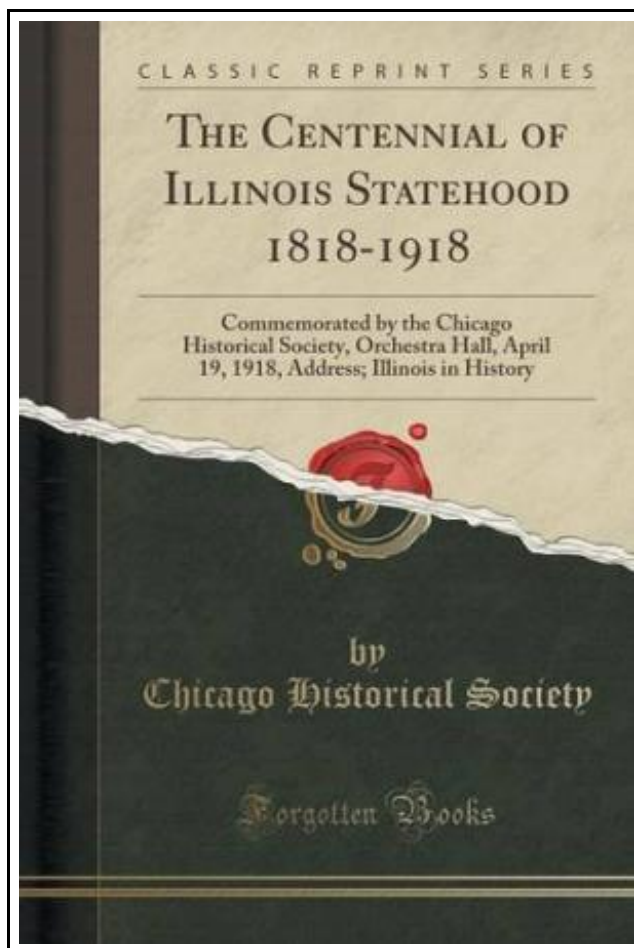 CLASSIC REPRINT SERIES
THE CENTENNIAL OF
ILLINOIS STATEHOOD
1818-1918
Commemorated by the Chicago
Historical Society, Orchestra Hall, April
19, 1918, Address; Illinois in History
F
by
Chicago Historical Society
Forgotten Books